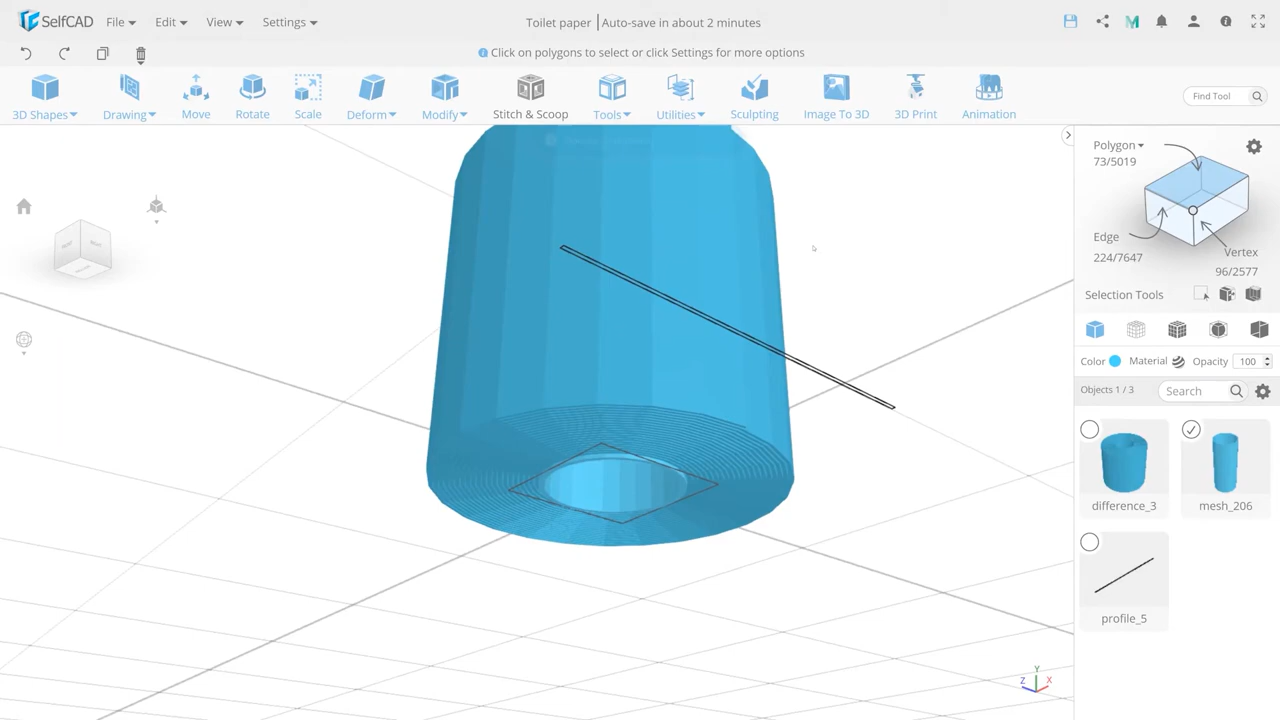 SelfCAD File Edit View Settings Toilet paper Auto-save in about 2 minutes
Click on polygons to select or click Settings for more options
3D Shapes Drawing Move Rotate Scale Deform Modify Stitch & Scoop Tools Utilities Sculpting Image To 3D 3D Print Animation Find Tool
Polygon
73/5019
Edge
224/7647
Vertex
96/2577
Selection Tools
Color Material Opacity 100
Objects 1 / 3 Search
difference_3 mesh_206
profile_5
Y
Z X